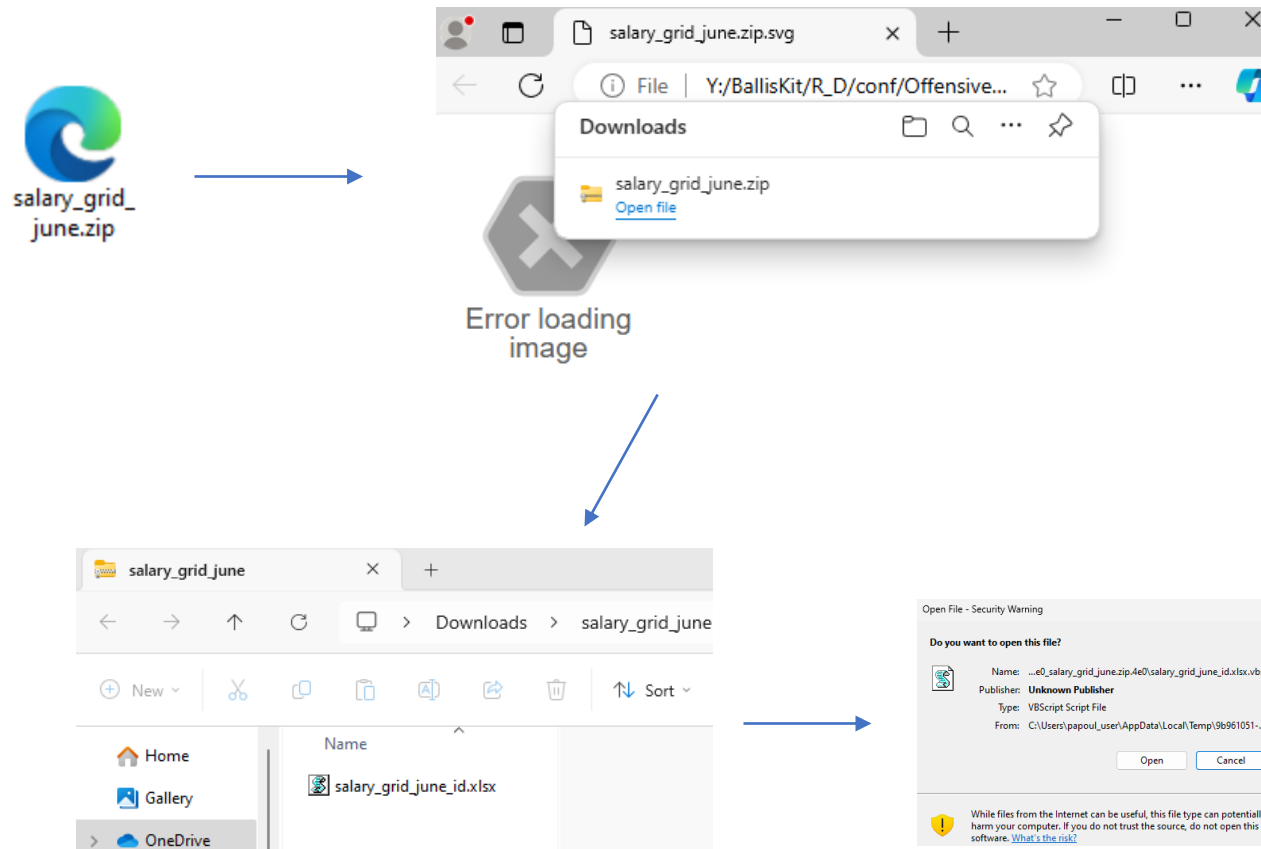 salary_grid_
june.zip
salary_grid_june.zip.svg
File | Y:/BallisKit/R_D/conf/Offensive...
Downloads
salary_grid_june.zip
Open file
Error loading
image
salary_grid_june
Downloads > salary_grid_june
New
Sort
Home
Gallery
OneDrive
Name
salary_grid_june_id.xlsx
Open File - Security Warning
Do you want to open this file?
Name: ...e0_salary_grid_june.zip.4e0\salary_grid_june_id.xlsx.vb
Publisher: Unknown Publisher
Type: VBScript Script File
From: C:\Users\papoul_user\AppData\Local\Temp\9b961051-..
Open
Cancel
While files from the Internet can be useful, this file type can potentiall
harm your computer. If you do not trust the source, do not open this
software. What's the risk?